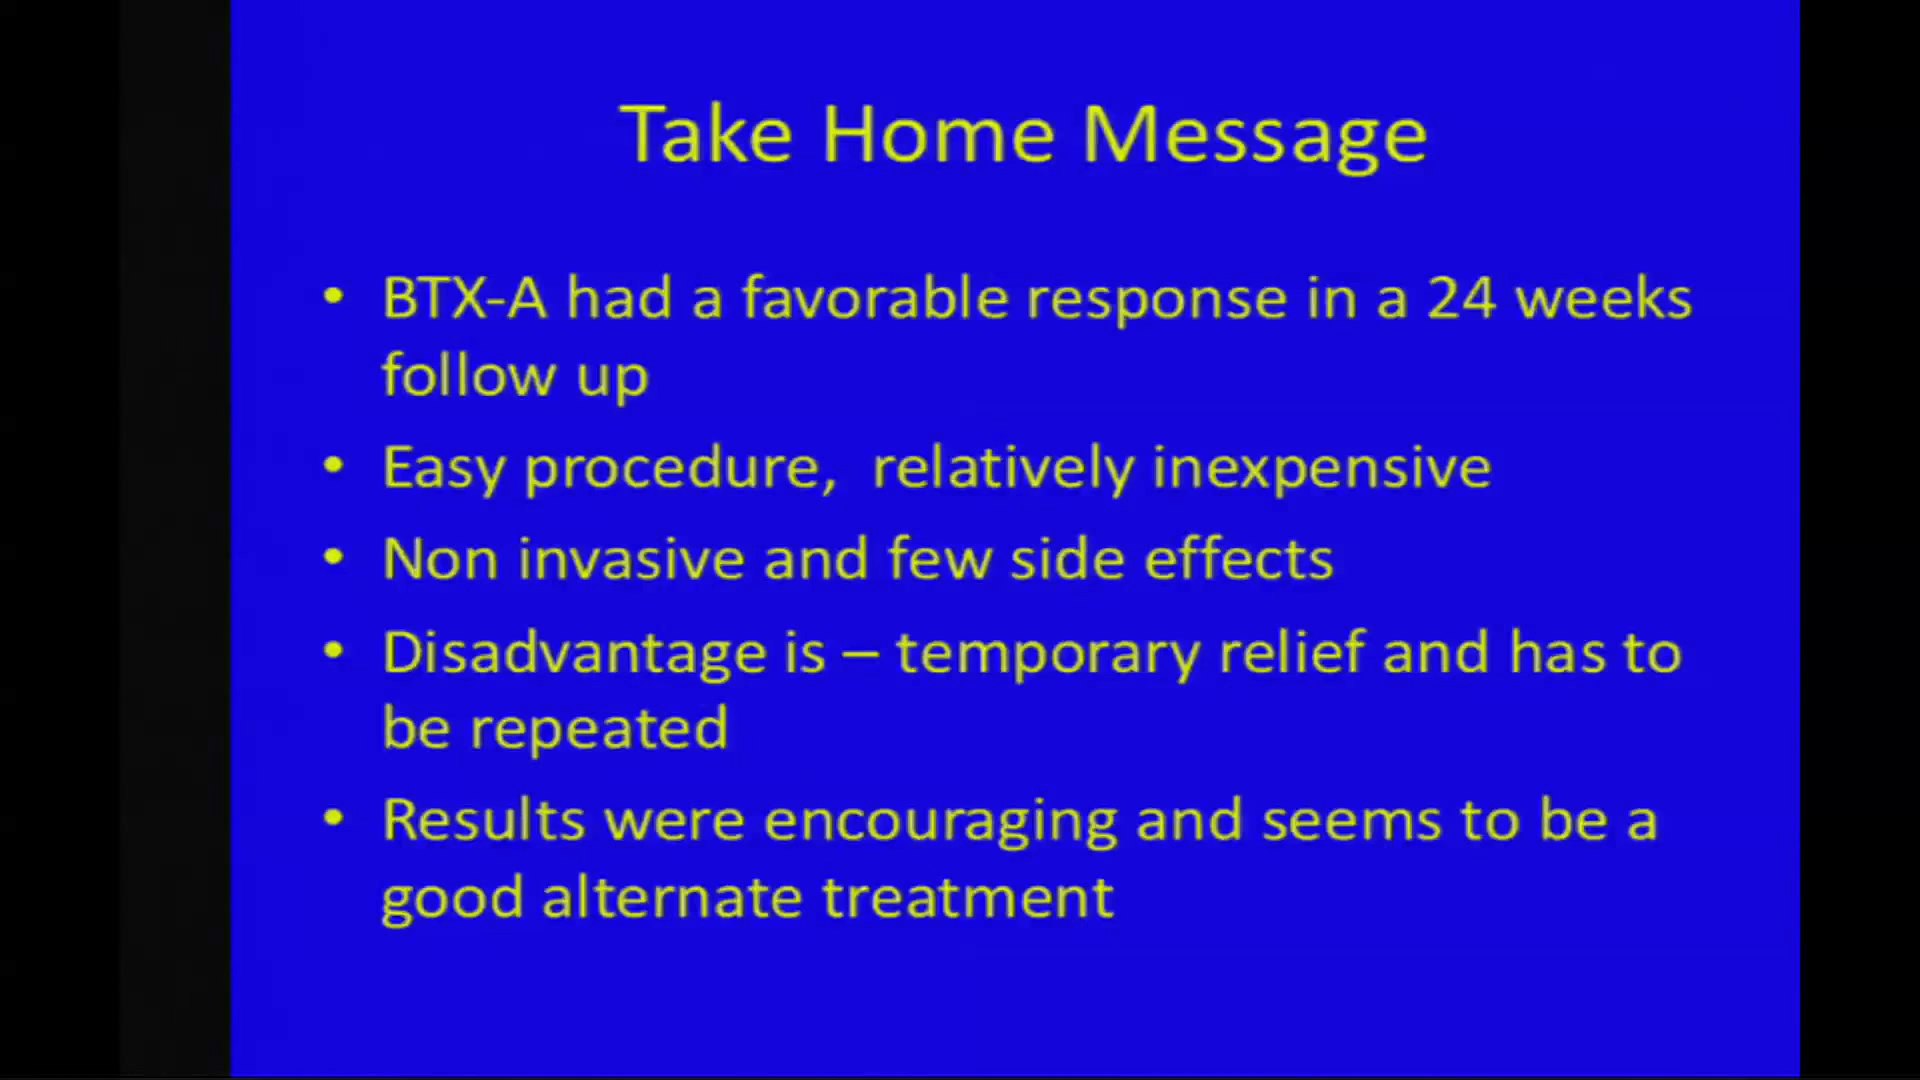 Take Home Message
• BTX-A had a favorable response in a 24 weeks
follow up
• Easy procedure, relatively inexpensive
• Non invasive and few side effects
• Disadvantage is – temporary relief and has to
be repeated
• Results were encouraging and seems to be a
good alternate treatment